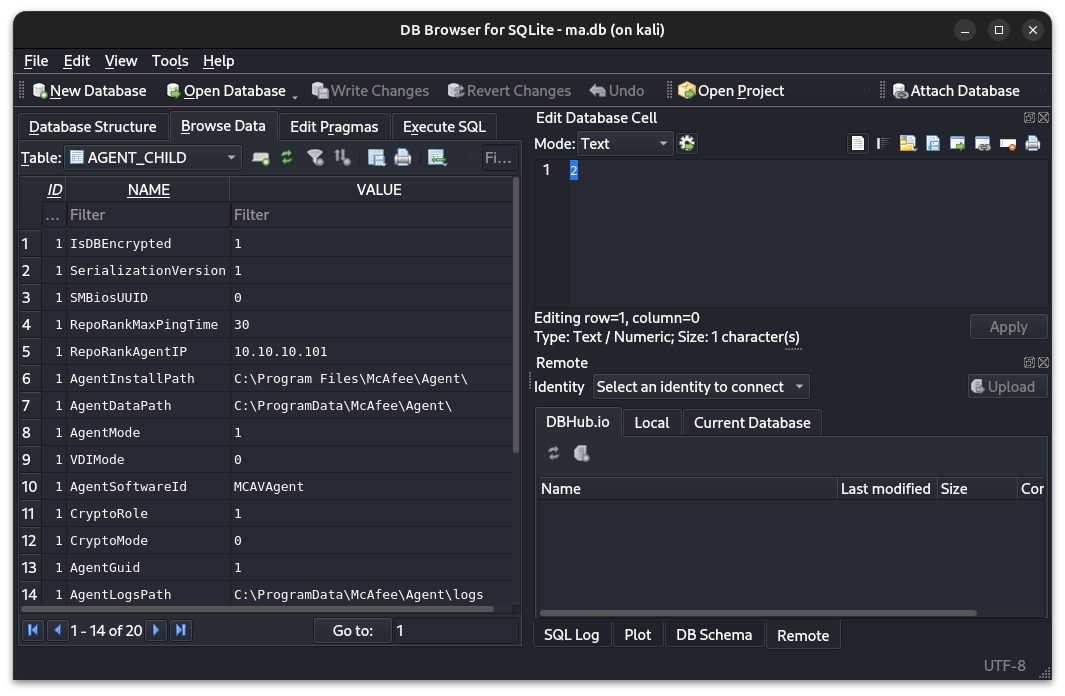 DB Browser for SQLite - ma.db (on kali)
File Edit View Tools Help
New Database Open Database Write Changes Revert Changes Undo Open Project Attach Database
Database Structure Browse Data Edit Pragmas Execute SQL
Table: AGENT_CHILD Fi...
ID NAME VALUE
... Filter Filter
1 1 IsDBEncrypted 1
2 1 SerializationVersion 1
3 1 SMBiosUUID 0
4 1 RepoRankMaxPingTime 30
5 1 RepoRankAgentIP 10.10.10.101
6 1 AgentInstallPath C:\Program Files\McAfee\Agent\
7 1 AgentDataPath C:\ProgramData\McAfee\Agent\
8 1 AgentMode 1
9 1 VDIMode 0
10 1 AgentSoftwareId MCAVAgent
11 1 CryptoRole 1
12 1 CryptoMode 0
13 1 AgentGuid 1
14 1 AgentLogsPath C:\ProgramData\McAfee\Agent\logs
1 - 14 of 20 Go to: 1
Edit Database Cell
Mode: Text
1 2
Editing row=1, column=0
Type: Text / Numeric; Size: 1 character(s)
Apply
Remote
Identity Select an identity to connect Upload
DBHub.io Local Current Database
Name Last modified Size Cor
SQL Log Plot DB Schema Remote
UTF-8